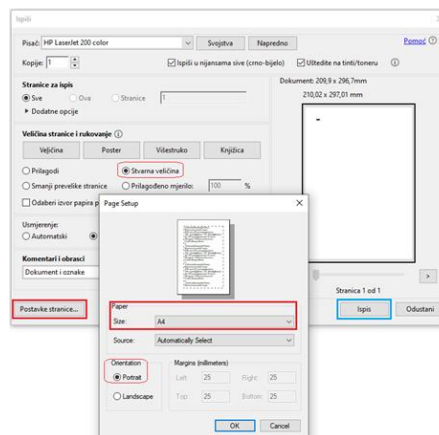 Ispiši
Pisač: HP LaserJet 200 color Svojstva Napredno Pomoć
Kopije: 1 Ispiši u nijansama sive (crno-bijelo) Uštedite na tinti/toneru
Stranice za ispis
Sve Ova Stranice 1
Dodatne opcije
Dokument: 209,9 x 296,7mm
210,02 x 297,01 mm
Veličina stranice i rukovanje
Veličina Poster Višestruko Knjižica
Prilagodi Stvarna veličina
Smanji prevelike stranice Prilagođeno mjerilo: 100 %
Odaberi izvor papira p
Usmjerenje:
Automatski
Komentari i obrasci
Dokument i oznake
Postavke stranice...
Stranica 1 od 1
Ispis Odustani
Page Setup
Paper
Size: A4
Source: Automatically Select
Orientation
Portrait
Landscape
Margins (millimeters)
Left: 25 Right: 25
Top: 25 Bottom: 25
OK Cancel